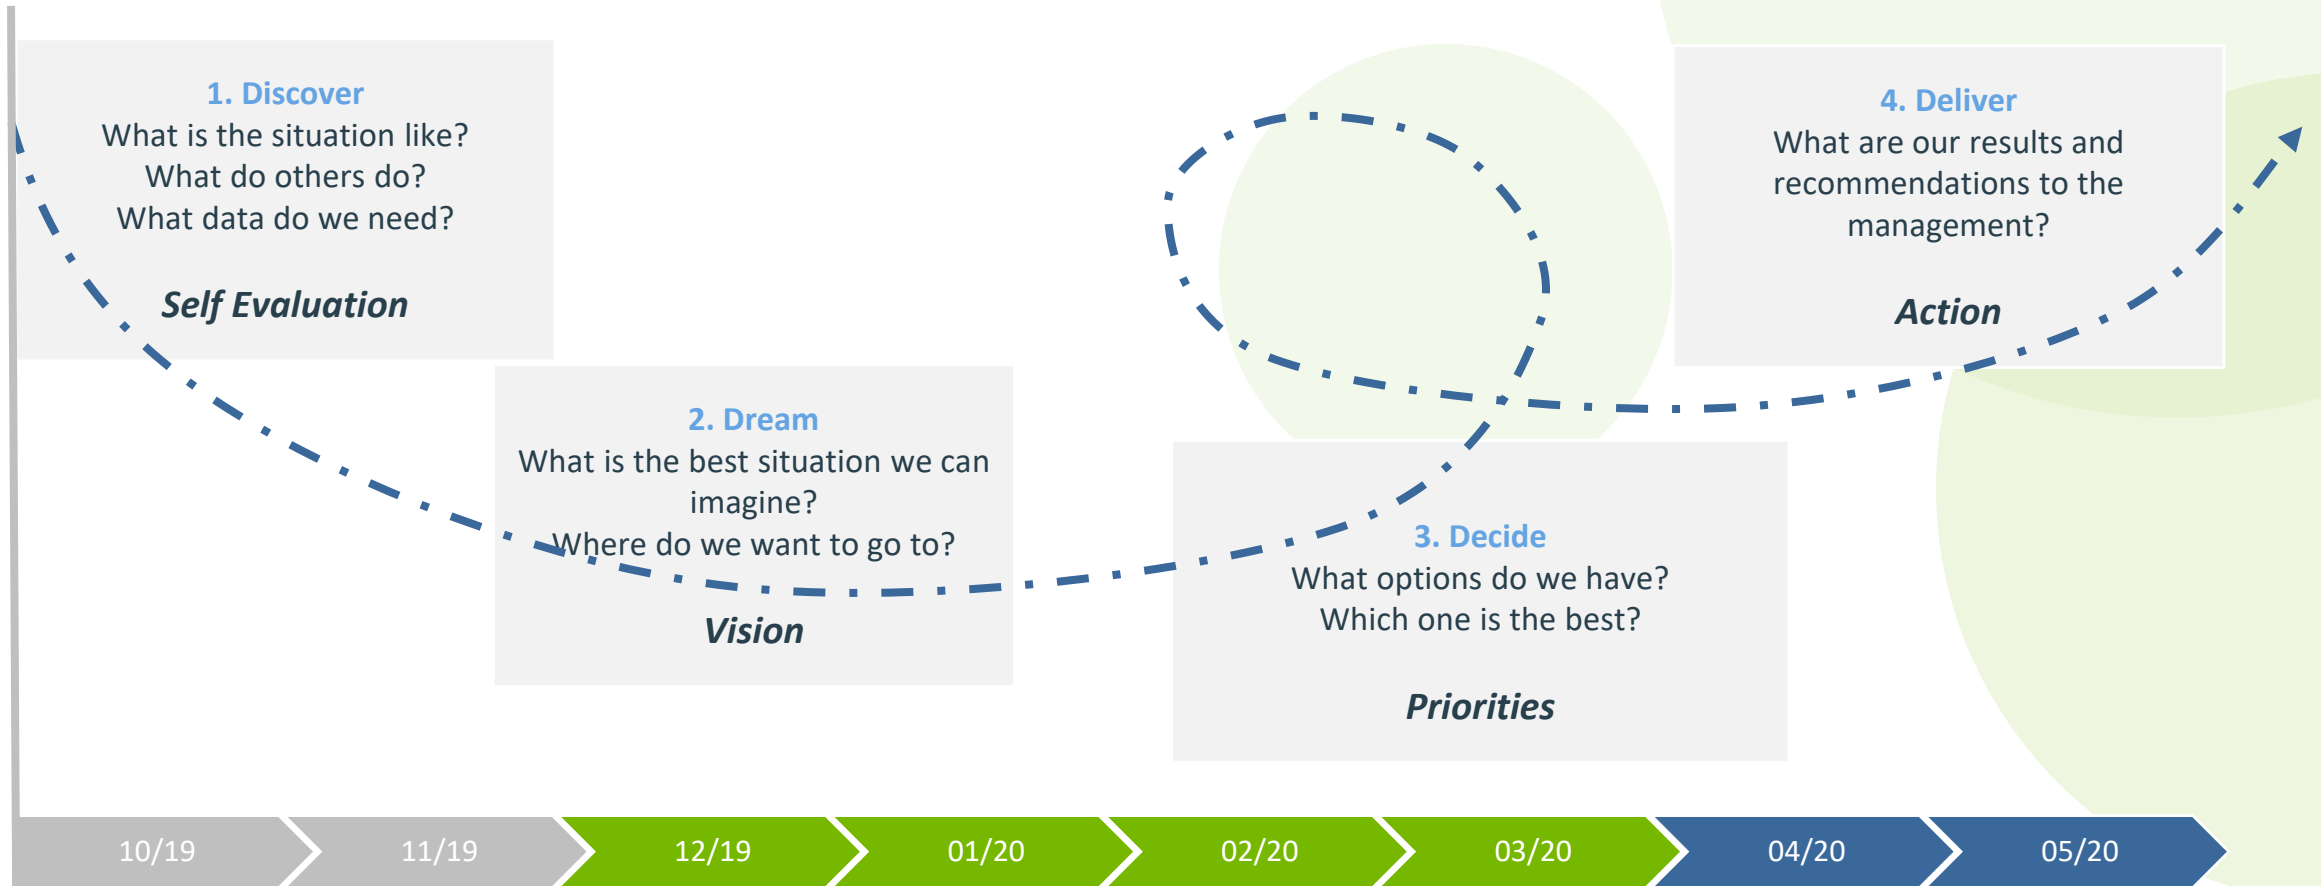 1. Discover
What is the situation like?
What do others do?
What data do we need?
Self Evaluation
2. Dream
What is the best situation we can
imagine?
Where do we want to go to?
Vision
3. Decide
What options do we have?
Which one is the best?
Priorities
4. Deliver
What are our results and
recommendations to the
management?
Action
10/19
11/19
12/19
01/20
02/20
03/20
04/20
05/20